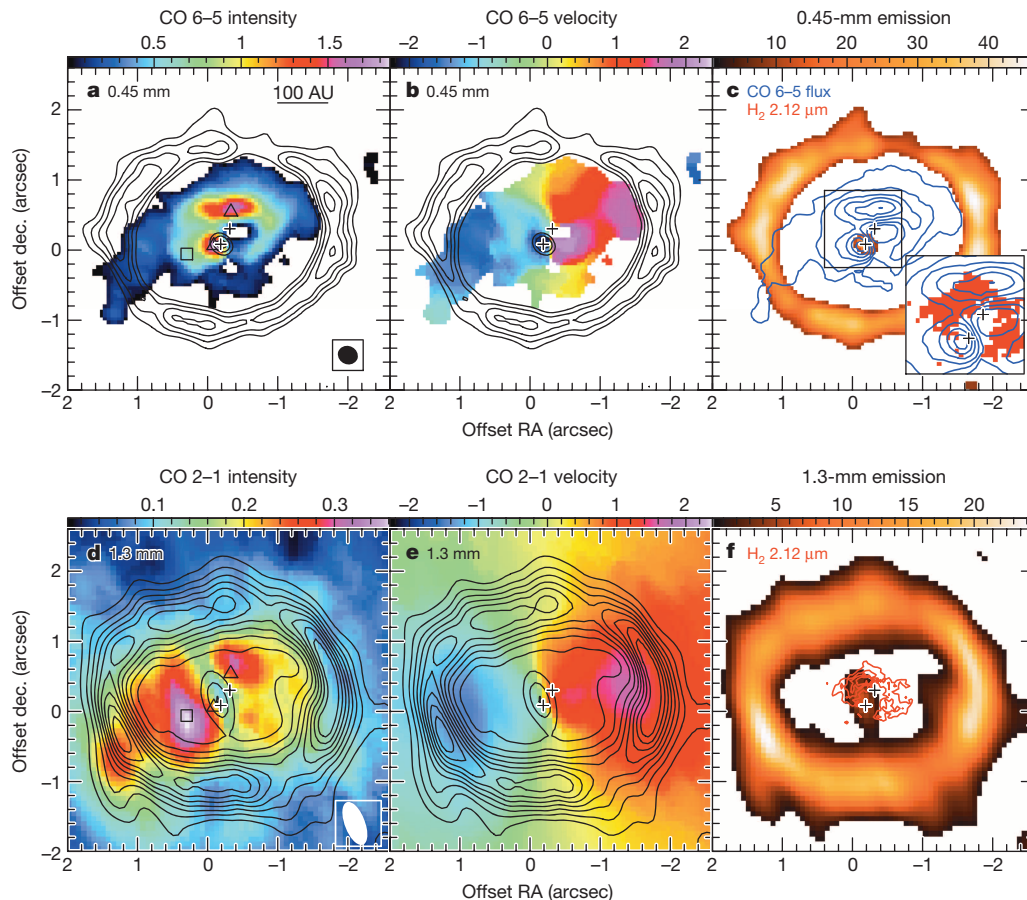 CO 6–5 intensity CO 6–5 velocity 0.45-mm emission
0.5 1 1.5 −2 −1 0 1 2 10 20 30 40
a 0.45 mm 100 AU b 0.45 mm c CO 6–5 flux
H₂ 2.12 μm
2
1
0
−1
−2
Offset dec. (arcsec)
2 1 0 −1 −2 1 0 −1 −2 1 0 −1 −2
Offset RA (arcsec)
CO 2–1 intensity CO 2–1 velocity 1.3-mm emission
0.1 0.2 0.3 −2 −1 0 1 2 5 10 15 20
d 1.3 mm e 1.3 mm f H₂ 2.12 μm
2
1
0
−1
−2
Offset dec. (arcsec)
2 1 0 −1 −2 1 0 −1 −2 1 0 −1 −2
Offset RA (arcsec)